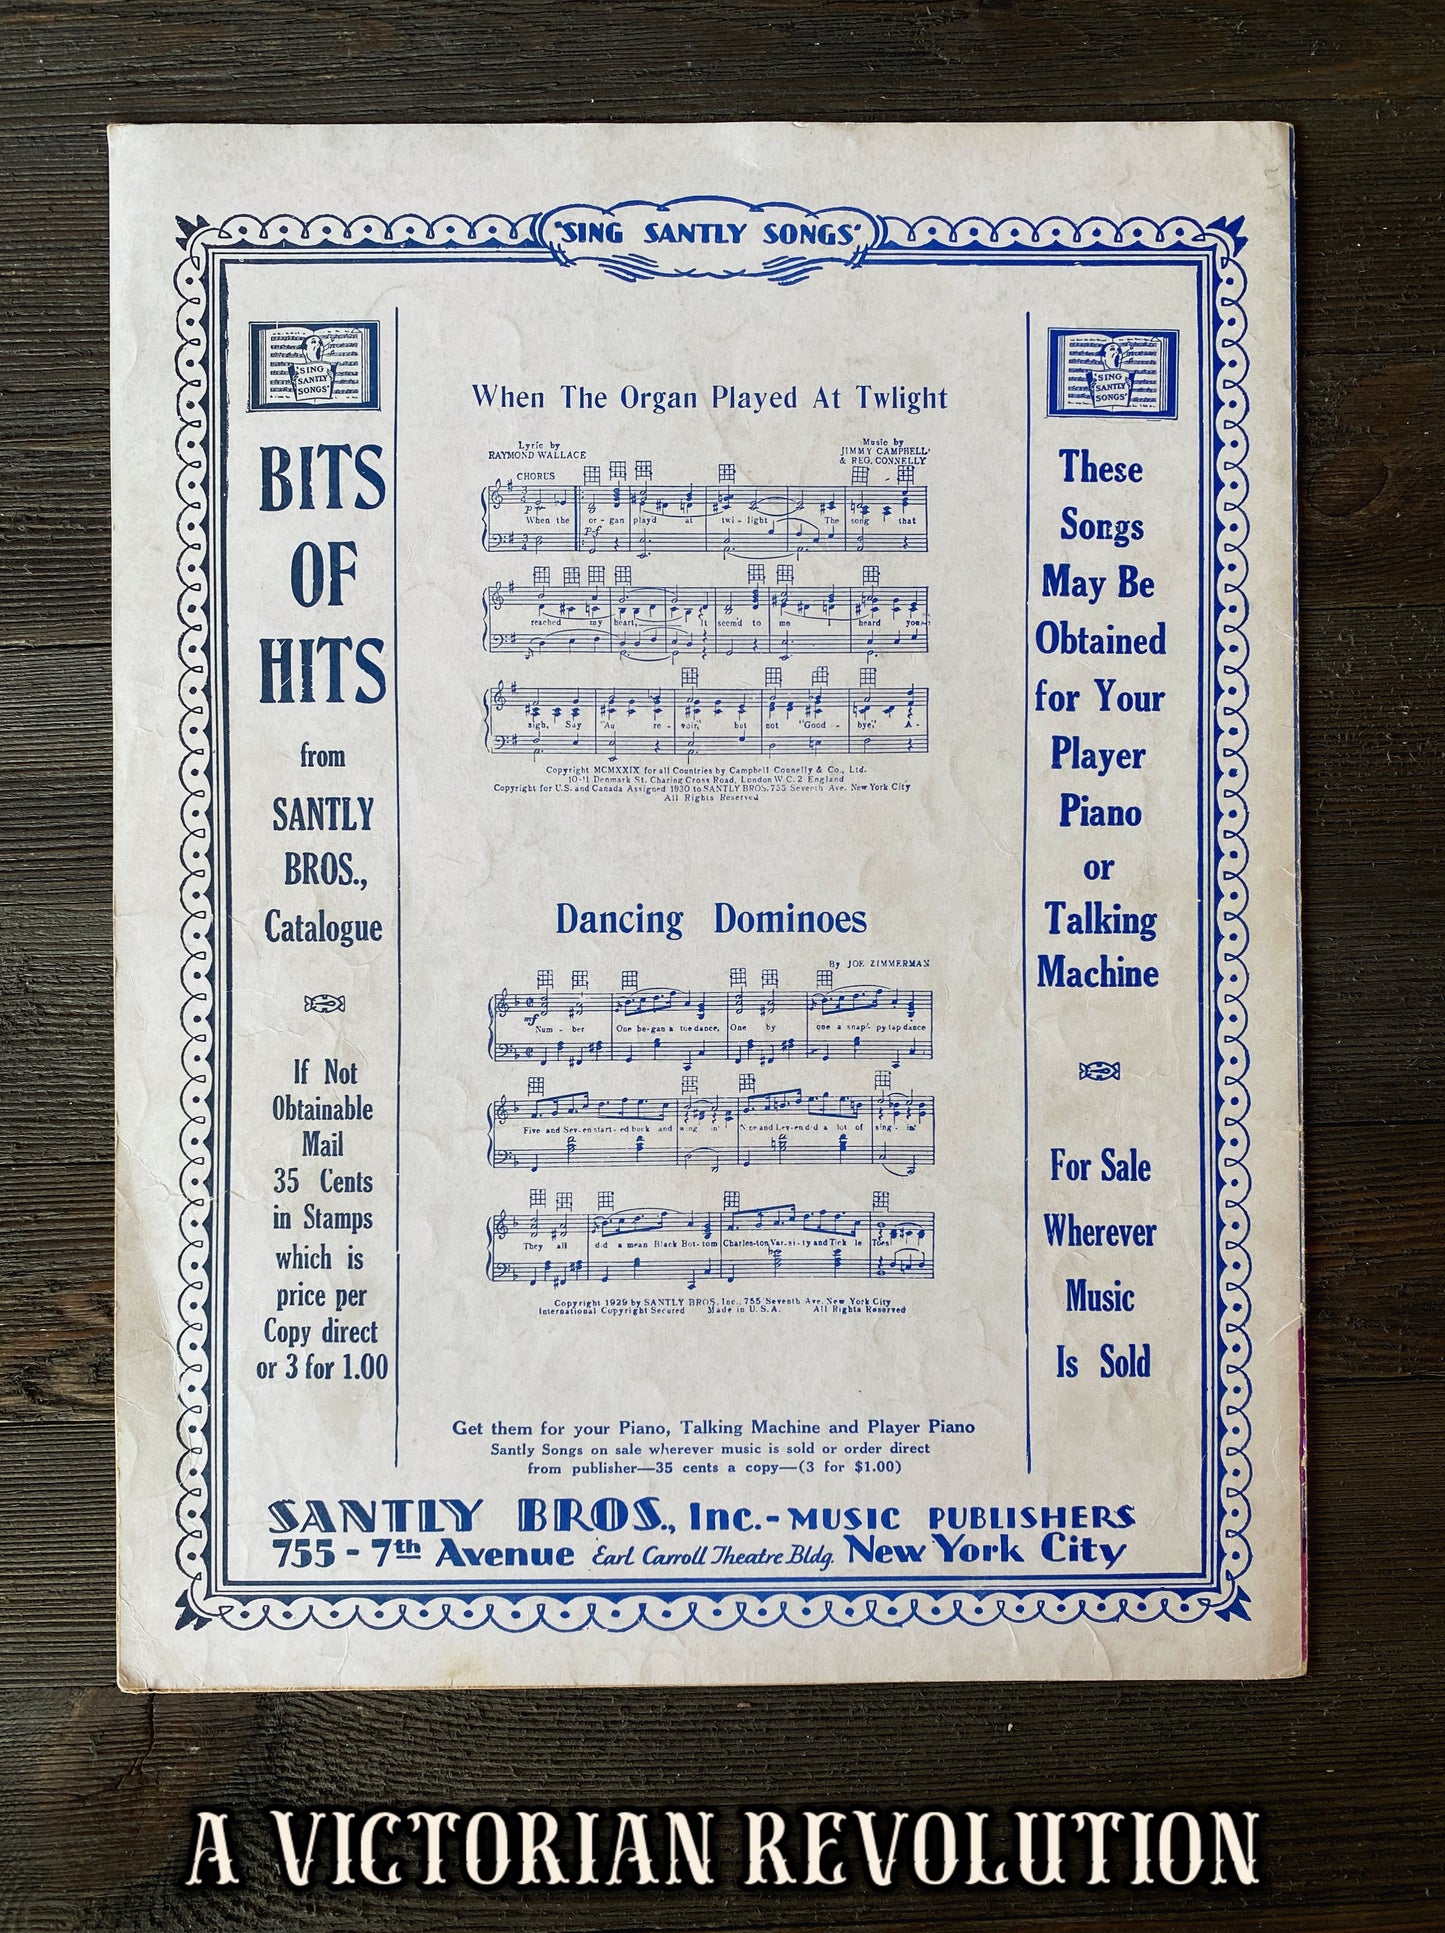 "SING SANTLY SONGS"
"SING
SANTLY
SONGS"
BITS
OF
HITS
from
SANTLY
BROS.,
Catalogue
If Not
Obtainable
Mail
35 Cents
in Stamps
which is
price per
Copy direct
or 3 for 1.00
When The Organ Played At Twlight
Lyric by
RAYMOND WALLACE
Music by
JIMMY CAMPBELL
& REG. CONNELLY
CHORUS
When the or-gan play'd at twi-light The song that
reached my heart, It seem'd to me I heard you
sigh, Say "Au re-voir," but not "Good-bye." A-
Copyright MCMXXIX for all Countries by Campbell Connelly & Co., Ltd.
10-11 Denmark St. Charing Cross Road, London W.C. 2 England
Copyright for U.S. and Canada Assigned 1930 to SANTLY BROS. 755 Seventh Ave. New York City
All Rights Reserved
Dancing Dominoes
By JOE ZIMMERMAN
mf
Num-ber One be-gan a toe dance, One by one a snap-py tap dance
Five and Sev-en start-ed buck and wing-in' Nine and Lev-en did a lot of sing-in'
They all did a mean Black Bot-tom Charles-ton, Var-si-ty and Tick le Toes
Copyright 1929 by SANTLY BROS. Inc., 755 Seventh Ave. New York City
International Copyright Secured Made in U.S.A. All Rights Reserved
Get them for your Piano, Talking Machine and Player Piano
Santly Songs on sale wherever music is sold or order direct
from publisher—35 cents a copy—(3 for $1.00)
"SING
SANTLY
SONGS"
These
Songs
May Be
Obtained
for Your
Player
Piano
or
Talking
Machine
For Sale
Wherever
Music
Is Sold
SANTLY BROS., Inc.-MUSIC PUBLISHERS
755 - 7th Avenue Earl Carroll Theatre Bldg. New York City
A VICTORIAN REVOLUTION